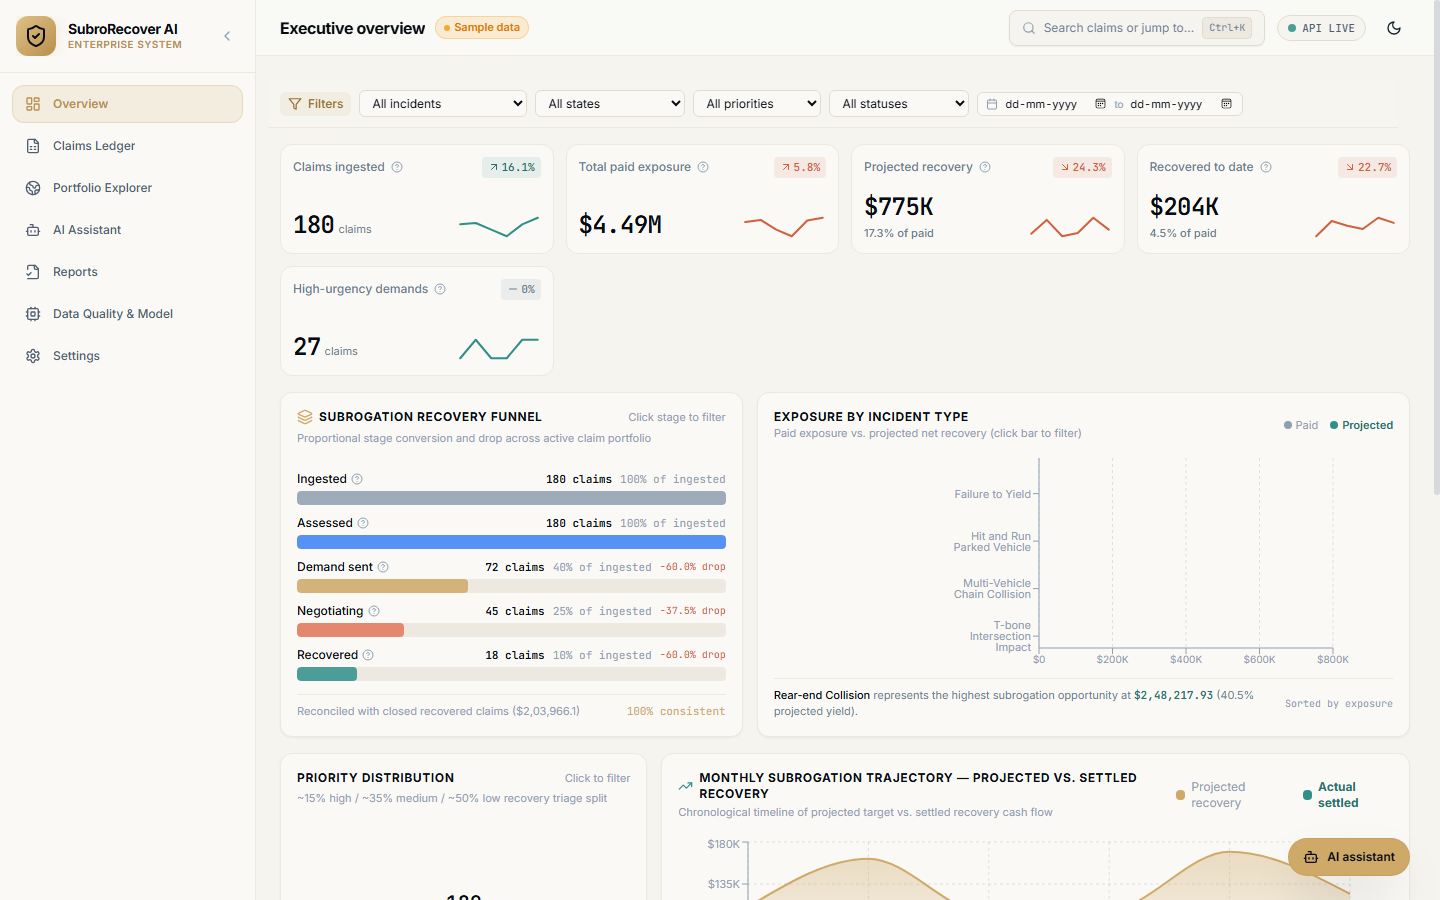 SubroRecover AI
ENTERPRISE SYSTEM
Overview
Claims Ledger
Portfolio Explorer
AI Assistant
Reports
Data Quality & Model
Settings
Executive overview
Sample data
Search claims or jump to...
Ctrl+K
API LIVE
Filters
All incidents
All states
All priorities
All statuses
dd-mm-yyyy to dd-mm-yyyy
Claims ingested
16.1%
180 claims
Total paid exposure
5.8%
$4.49M
Projected recovery
24.3%
$775K
17.3% of paid
Recovered to date
22.7%
$204K
4.5% of paid
High-urgency demands
0%
27 claims
SUBROGATION RECOVERY FUNNEL
Click stage to filter
Proportional stage conversion and drop across active claim portfolio
Ingested 180 claims 100% of ingested
Assessed 180 claims 100% of ingested
Demand sent 72 claims 40% of ingested -60.0% drop
Negotiating 45 claims 25% of ingested -37.5% drop
Recovered 18 claims 10% of ingested -60.0% drop
Reconciled with closed recovered claims ($2,03,966.1)
100% consistent
EXPOSURE BY INCIDENT TYPE
Paid exposure vs. projected net recovery (click bar to filter)
Paid
Projected
Failure to Yield
Hit and Run
Parked Vehicle
Multi-Vehicle
Chain Collision
T-bone
Intersection
Impact
$0 $200K $400K $600K $800K
Rear-end Collision represents the highest subrogation opportunity at $2,48,217.93 (40.5%
projected yield).
Sorted by exposure
PRIORITY DISTRIBUTION
Click to filter
~15% high / ~35% medium / ~50% low recovery triage split
180
MONTHLY SUBROGATION TRAJECTORY — PROJECTED VS. SETTLED
RECOVERY
Chronological timeline of projected target vs. settled recovery cash flow
Projected
recovery
Actual
settled
$180K
$135K
AI assistant